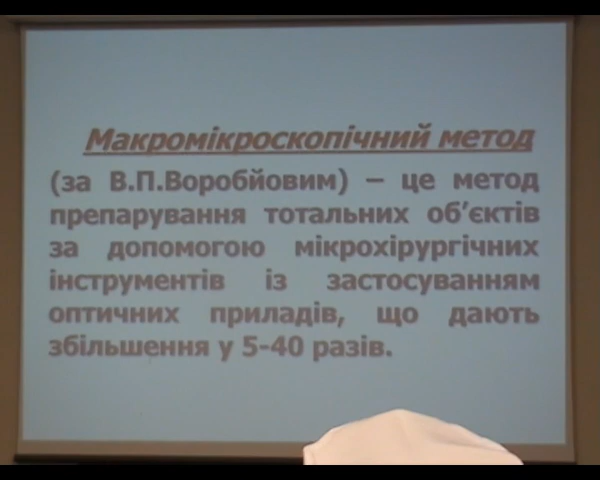 Макромікроскопічний метод
(за В.П.Воробйовим) – це метод
препарування тотальних об’єктів
за допомогою мікрохірургічних
інструментів із застосуванням
оптичних приладів, що дають
збільшення у 5-40 разів.